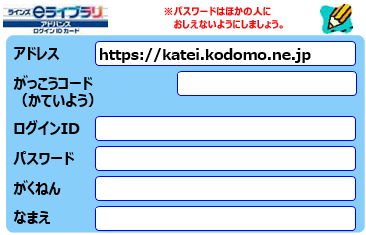 ラインズeライブラリ
アドバンス
ログインIDカード
※パスワードはほかの人に
おしえないようにしましょう。
アドレス https://katei.kodomo.ne.jp
がっこうコード
（かていよう）
ログインID
パスワード
がくねん
なまえ